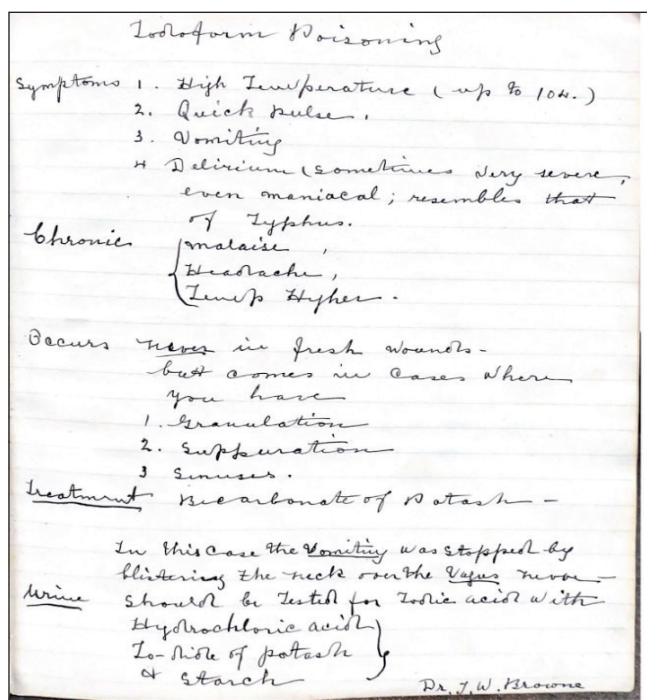 Iodoform Poisoning
Symptoms 1. High Temperature (up to 104.)
2. Quick pulse.
3. Vomiting
4 Delirium (sometimes very severe,
even maniacal; resembles that
of Typhus.
Chronic malaise,
Headache,
Temp Higher.
Occurs never in fresh wounds -
but comes in cases where
you have
1. Granulation
2. Suppuration
3 Sinuses.
Treatment Bicarbonate of Potash -
In this case the Vomiting was stopped by
blistering the neck over the Vagus nerve -
Urine Should be Tested for Iodic acid with
Hydrochloric acid
Io-dide of potash
& Starch
Dr. J. W. Browne